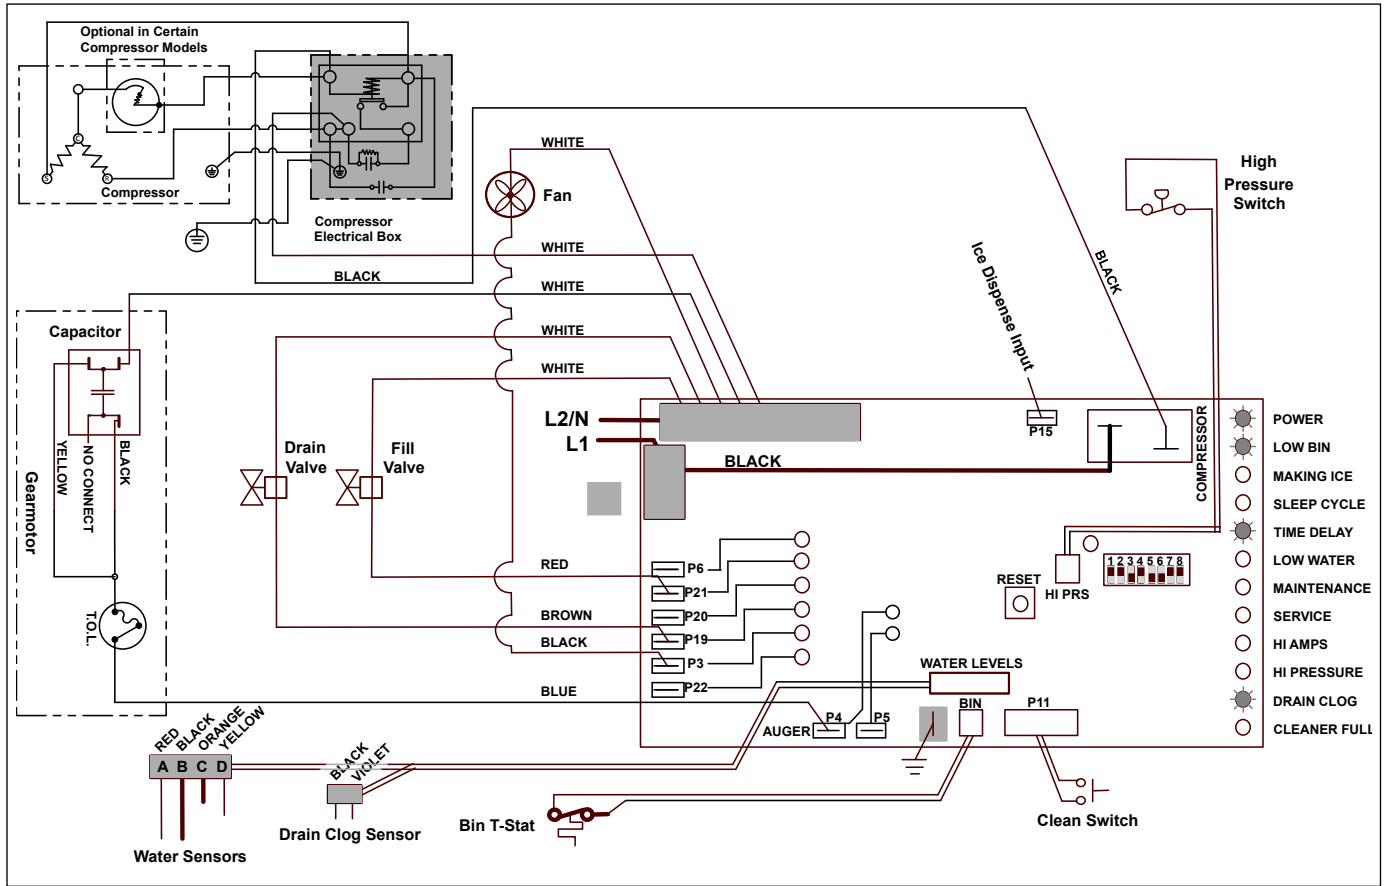 Optional in Certain
Compressor Models
C
S
R
Compressor
Compressor
Electrical Box
WHITE
Fan
WHITE
BLACK
WHITE
WHITE
WHITE
BLACK
Ice Dispense Input
High
Pressure
Switch
Capacitor
YELLOW
NO CONNECT
BLACK
Gearmotor
T.O.L.
Drain
Valve
Fill
Valve
L2/N
L1
BLACK
P15
COMPRESSOR
POWER
LOW BIN
MAKING ICE
SLEEP CYCLE
TIME DELAY
LOW WATER
MAINTENANCE
SERVICE
HI AMPS
HI PRESSURE
DRAIN CLOG
CLEANER FULL
RED
BROWN
BLACK
BLUE
P6
P21
P20
P19
P3
P22
1 2 3 4 5 6 7 8
RESET
HI PRS
WATER LEVELS
AUGER
P4
P5
BIN
P11
RED
BLACK
ORANGE
YELLOW
A B C D
Water Sensors
BLACK
VIOLET
Drain Clog Sensor
Bin T-Stat
Clean Switch